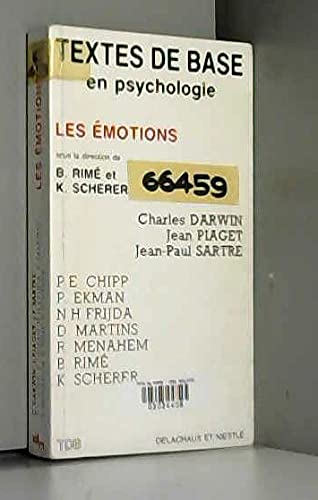 TEXTES DE BASE
en psychologie
LES ÉMOTIONS
sous la direction de
B. RIMÉ et
K. SCHERER
66459
Charles DARWIN
Jean PIAGET
Jean-Paul SARTRE
P E CHIPP
P EKMAN
N H FRIJDA
D MARTINS
R MENAHEM
B RIMÉ
K SCHERER
DELACHAUX ET NIESTLÉ
LES ÉMOTIONS
TDB